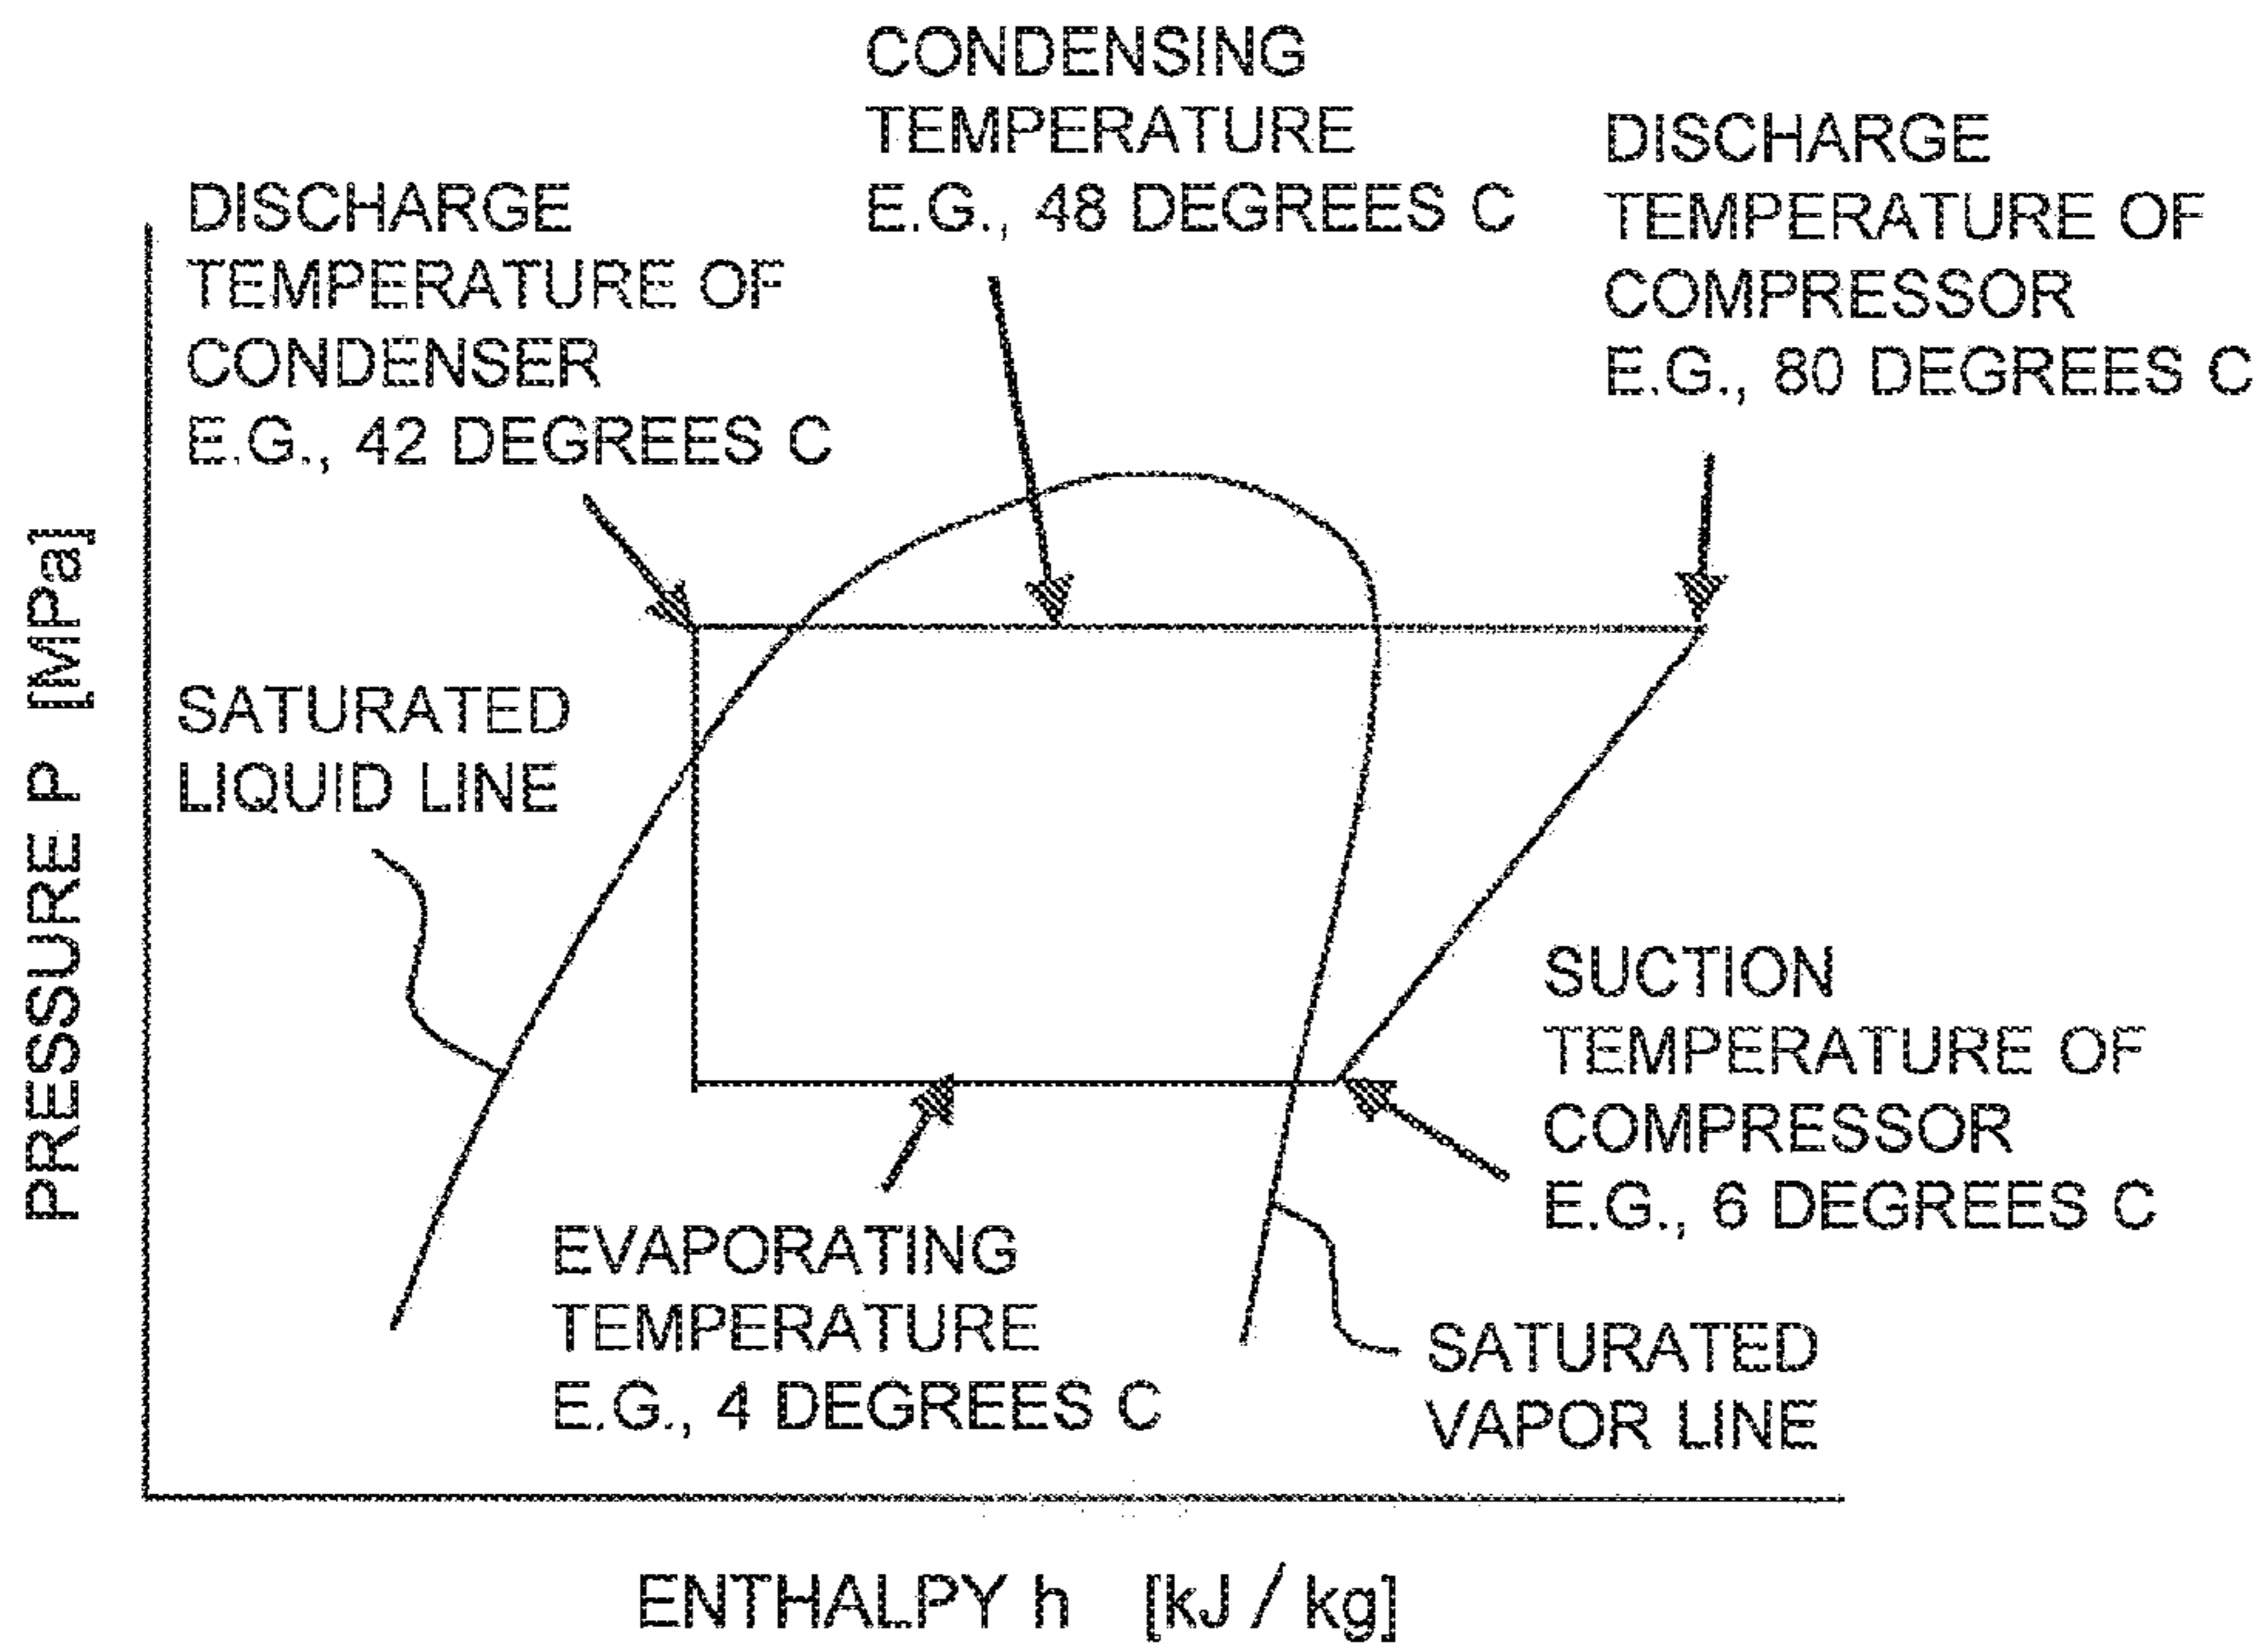 CONDENSING
TEMPERATURE
E.G., 48 DEGREES C
DISCHARGE
TEMPERATURE OF
COMPRESSOR
E.G., 80 DEGREES C
DISCHARGE
TEMPERATURE OF
CONDENSER
E.G., 42 DEGREES C
PRESSURE P [MPa]
SATURATED
LIQUID LINE
SUCTION
TEMPERATURE OF
COMPRESSOR
E.G., 6 DEGREES C
EVAPORATING
TEMPERATURE
E.G., 4 DEGREES C
SATURATED
VAPOR LINE
ENTHALPY h [kJ / kg]